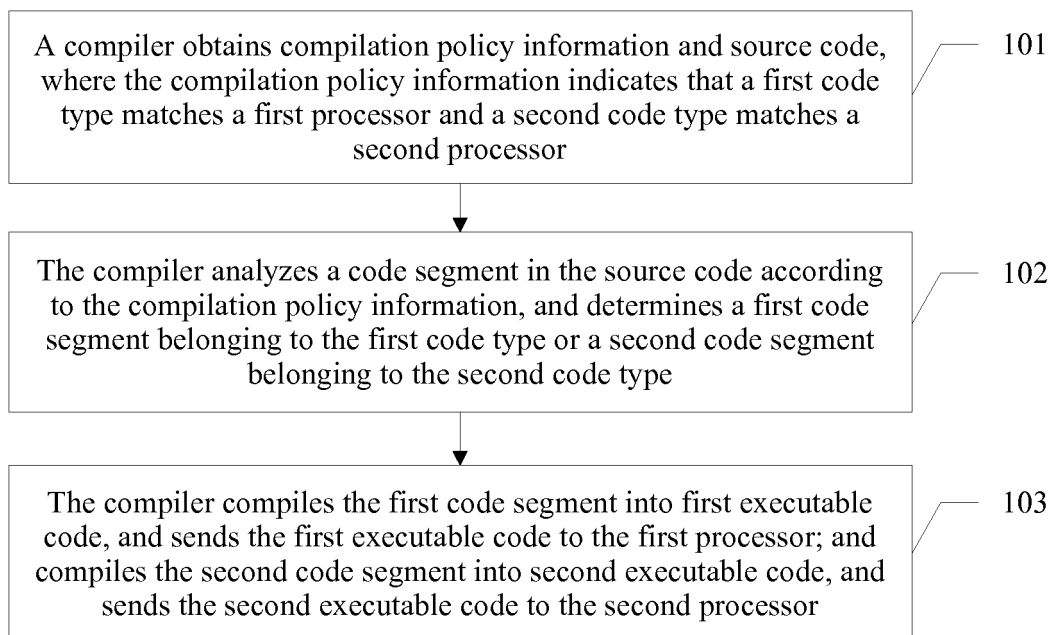 A compiler obtains compilation policy information and source code,
where the compilation policy information indicates that a first code
type matches a first processor and a second code type matches a
second processor
101
The compiler analyzes a code segment in the source code according
to the compilation policy information, and determines a first code
segment belonging to the first code type or a second code segment
belonging to the second code type
102
The compiler compiles the first code segment into first executable
code, and sends the first executable code to the first processor; and
compiles the second code segment into second executable code, and
sends the second executable code to the second processor
103